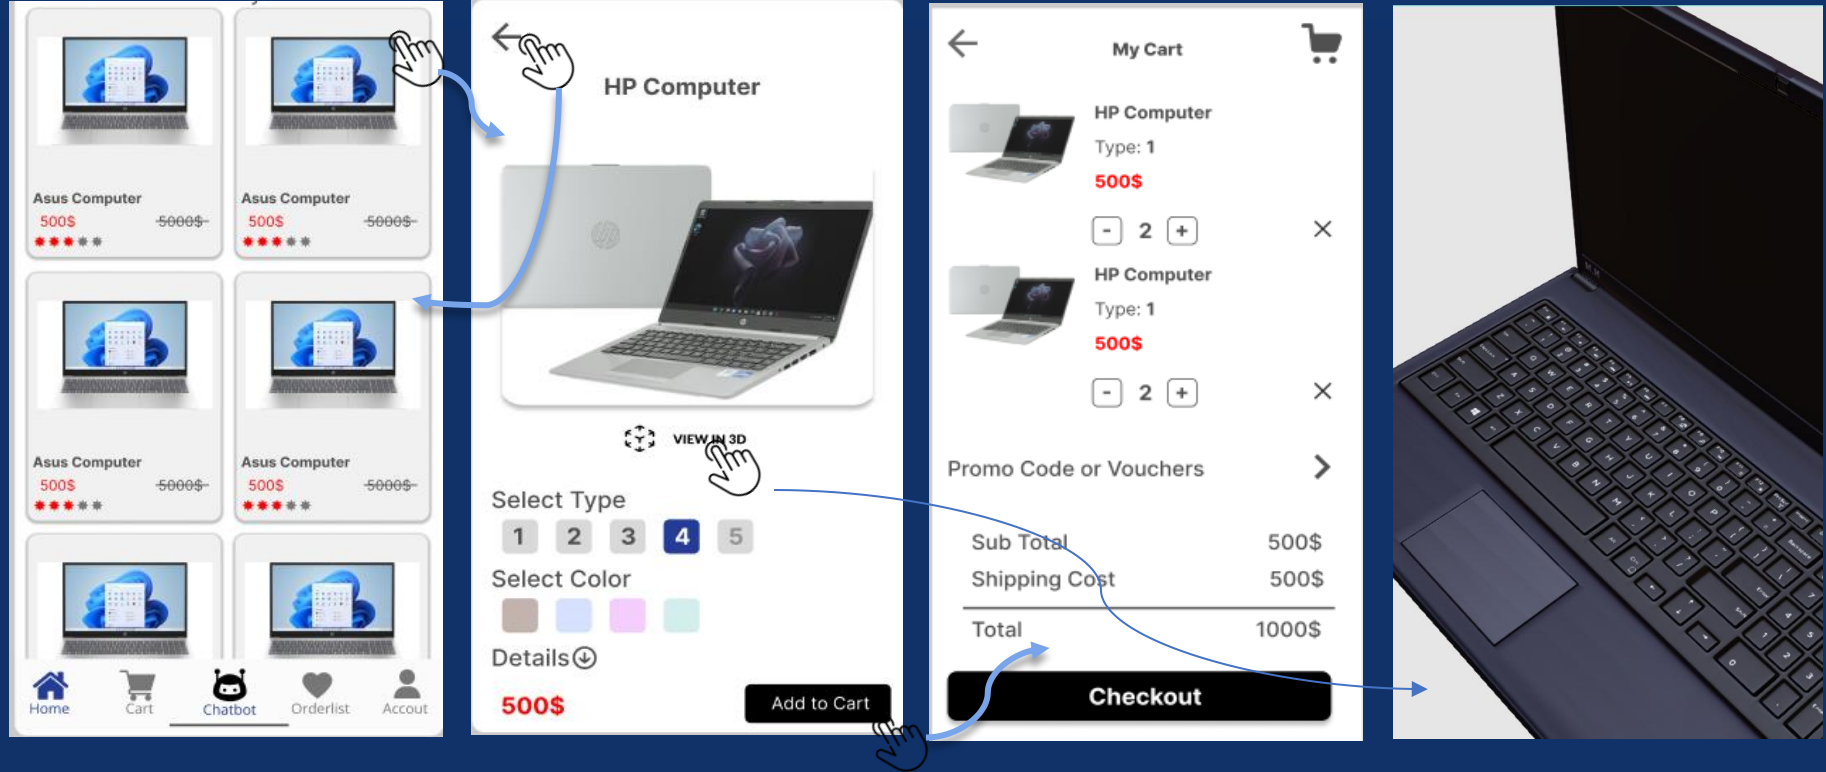 Asus Computer
500$ 5000$
Asus Computer
500$ 5000$
Asus Computer
500$ 5000$
Asus Computer
500$ 5000$
Home
Cart
Chatbot
Orderlist
Accout
HP Computer
VIEW IN 3D
Select Type
1 2 3 4 5
Select Color
Details
500$
Add to Cart
My Cart
HP Computer
Type: 1
500$
- 2 +
HP Computer
Type: 1
500$
- 2 +
Promo Code or Vouchers
Sub Total 500$
Shipping Cost 500$
Total 1000$
Checkout